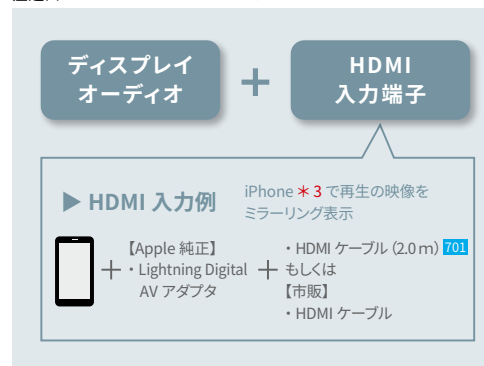 ディスプレイ
オーディオ
+
HDMI
入力端子
▶ HDMI 入力例
iPhone＊3で再生の映像を
ミラーリング表示
+
【Apple 純正】
・Lightning Digital
AV アダプタ
+
・HDMI ケーブル（2.0ｍ）701
もしくは
【市販】
・HDMI ケーブル